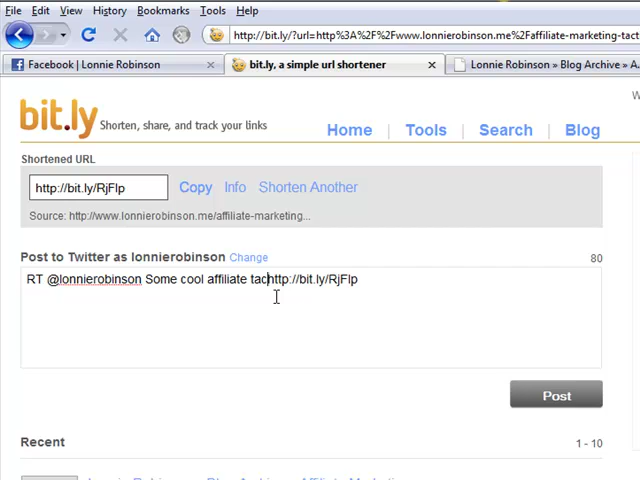 File Edit View History Bookmarks Tools Help
http://bit.ly/?url=http%3A%2F%2Fwww.lonnierobinson.me%2Faffiliate-marketing-tact
Facebook | Lonnie Robinson × bit.ly, a simple url shortener × Lonnie Robinson » Blog Archive » A.
bit.ly Shorten, share, and track your links
Home Tools Search Blog
Shortened URL
http://bit.ly/RjFlp Copy Info Shorten Another
Source: http://www.lonnierobinson.me/affiliate-marketing...
Post to Twitter as lonnierobinson Change 80
RT @lonnierobinson Some cool affiliate tachttp://bit.ly/RjFlp
Post
Recent 1 - 10